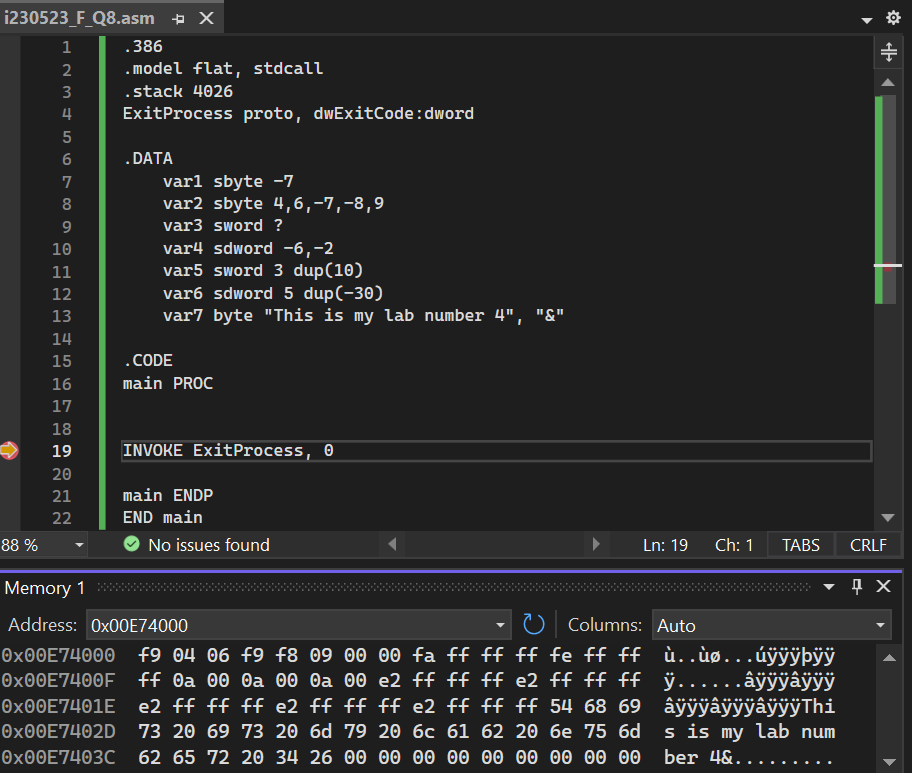 i230523_F_Q8.asm
1 .386
2 .model flat, stdcall
3 .stack 4026
4 ExitProcess proto, dwExitCode:dword
5
6 .DATA
7 var1 sbyte -7
8 var2 sbyte 4,6,-7,-8,9
9 var3 sword ?
10 var4 sdword -6,-2
11 var5 sword 3 dup(10)
12 var6 sdword 5 dup(-30)
13 var7 byte "This is my lab number 4", "&"
14
15 .CODE
16 main PROC
17
18
19 INVOKE ExitProcess, 0
20
21 main ENDP
22 END main
88 % No issues found Ln: 19 Ch: 1 TABS CRLF
Memory 1
Address: 0x00E74000 Columns: Auto
0x00E74000 f9 04 06 f9 f8 09 00 00 fa ff ff ff fe ff ff ù..ùø...úÿÿÿþÿÿ
0x00E7400F ff 0a 00 0a 00 0a 00 e2 ff ff ff e2 ff ff ff ÿ......âÿÿÿâÿÿÿ
0x00E7401E e2 ff ff ff e2 ff ff ff e2 ff ff ff 54 68 69 âÿÿÿâÿÿÿâÿÿÿThi
0x00E7402D 73 20 69 73 20 6d 79 20 6c 61 62 20 6e 75 6d s is my lab num
0x00E7403C 62 65 72 20 34 26 00 00 00 00 00 00 00 00 00 ber 4&.........